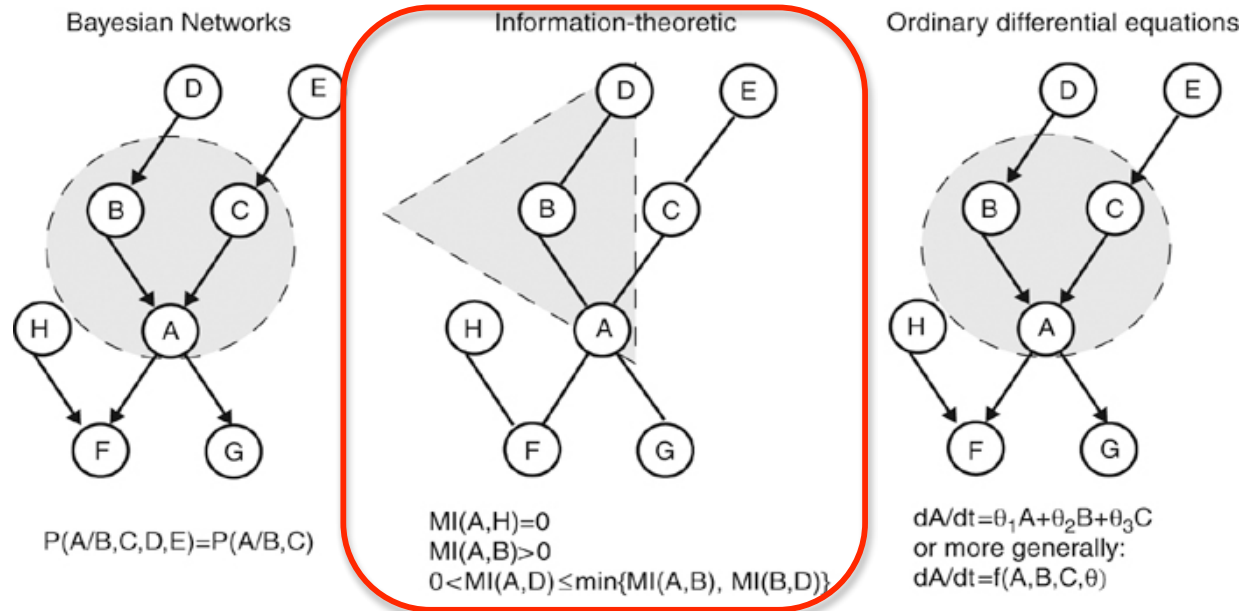 Bayesian Networks
D
E
B
C
H
A
F
G
P(A/B,C,D,E)=P(A/B,C)
Information-theoretic
D
E
B
C
H
A
F
G
MI(A,H)=0
MI(A,B)>0
0<MI(A,D)≤min{MI(A,B), MI(B,D)}
Ordinary differential equations
D
E
B
C
H
A
F
G
dA/dt=θ₁A+θ₂B+θ₃C
or more generally:
dA/dt=f(A,B,C,θ)